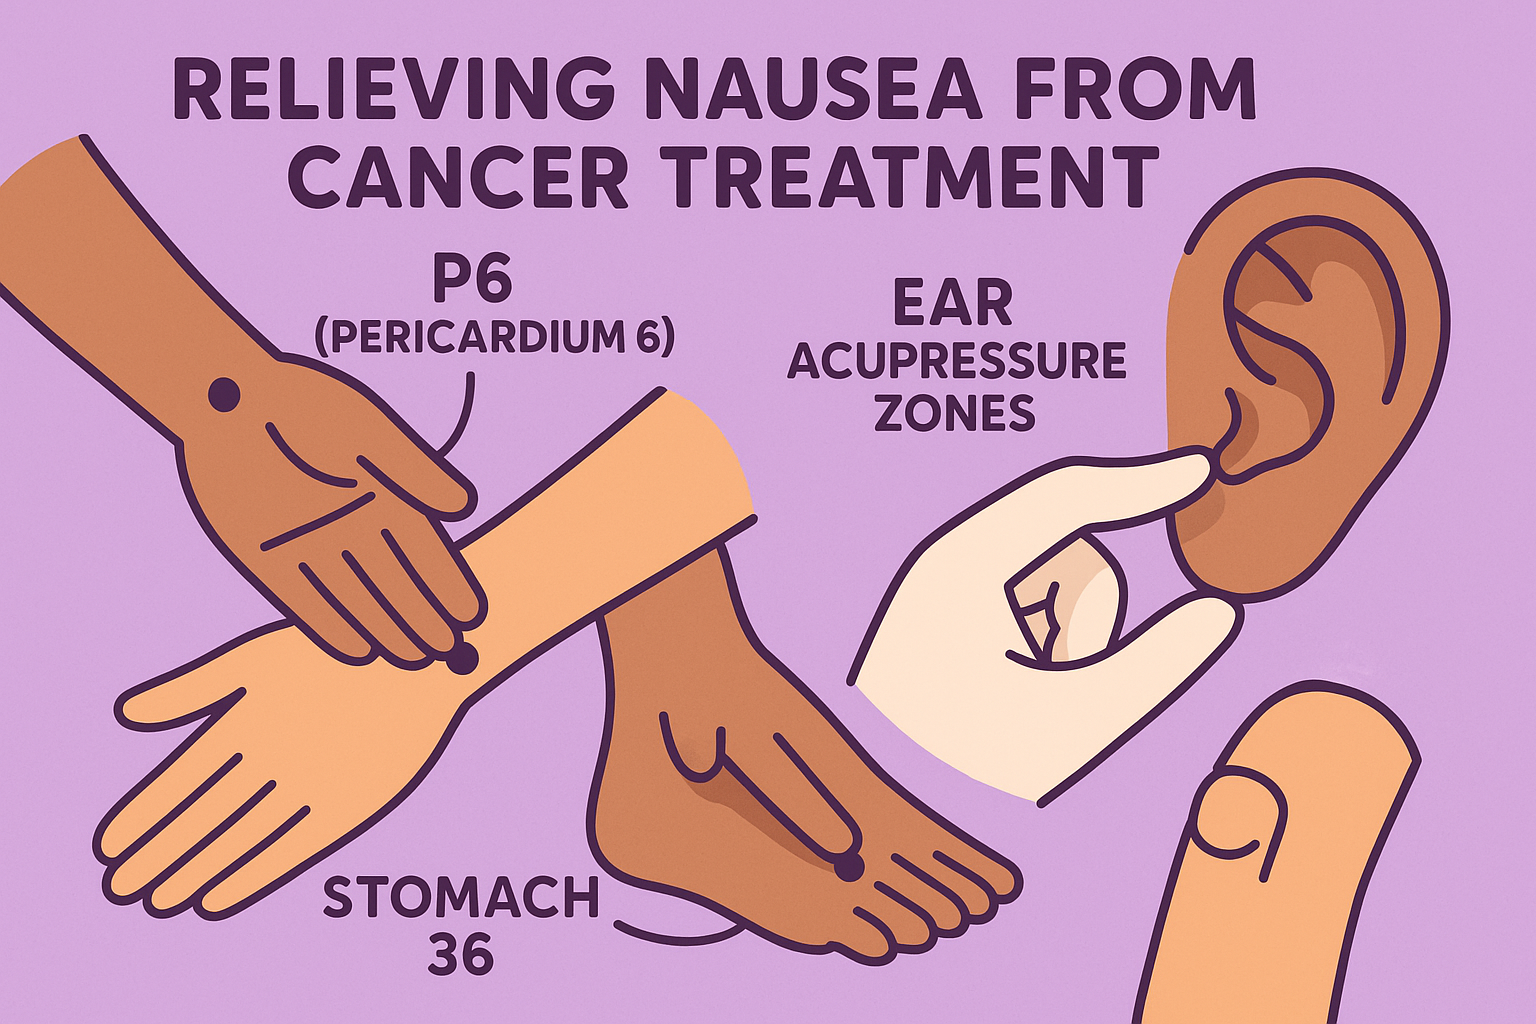 RELIEVING NAUSEA FROM
CANCER TREATMENT
P6
(PERICARDIUM 6)
EAR
ACUPRESSURE
ZONES
STOMACH
36